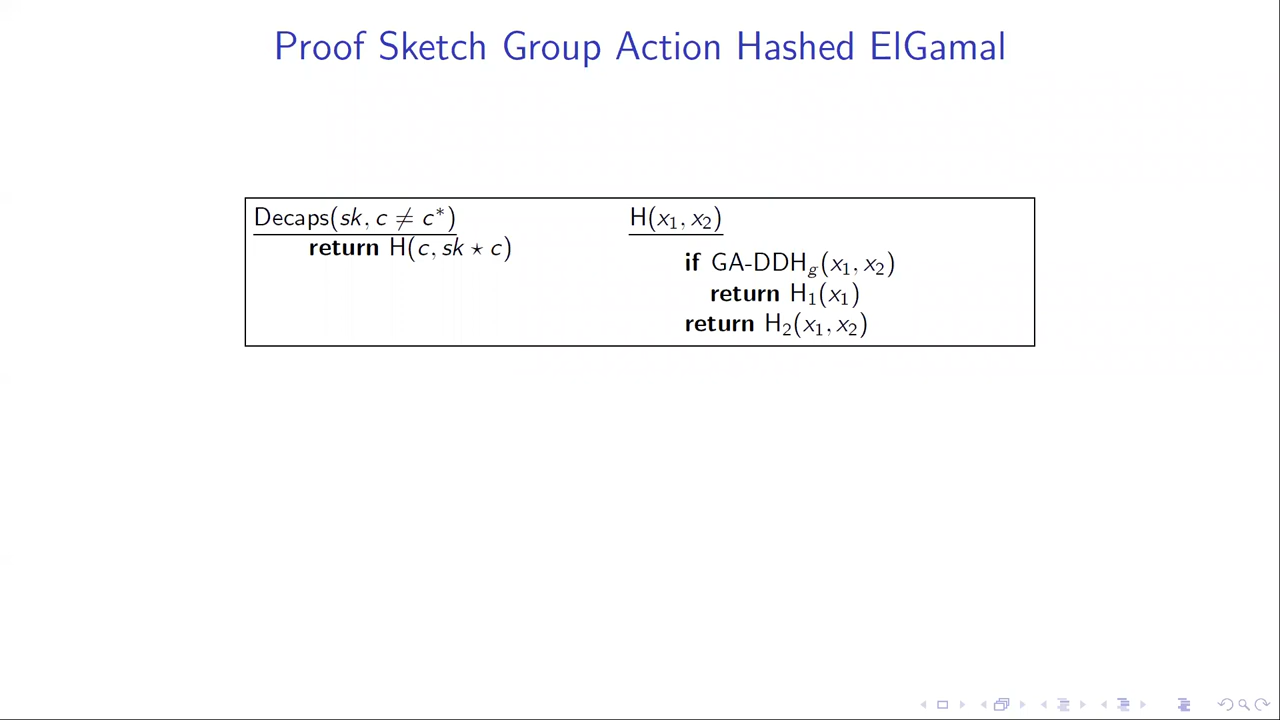 Proof Sketch Group Action Hashed ElGamal
Decaps(sk, c ≠ c*)
return H(c, sk ⋆ c)
H(x₁, x₂)
if GA-DDH_g(x₁, x₂)
return H₁(x₁)
return H₂(x₁, x₂)